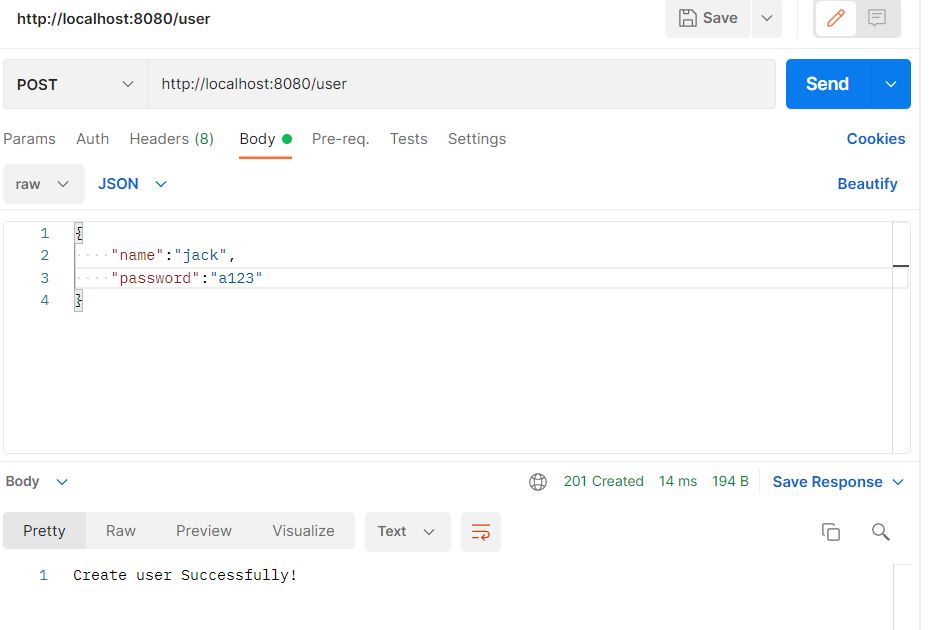 http://localhost:8080/user
Save
POST
http://localhost:8080/user
Send
Params Auth Headers (8) Body Pre-req. Tests Settings Cookies
raw JSON Beautify
1 {
2 "name":"jack",
3 "password":"a123"
4 }
Body 201 Created 14 ms 194 B Save Response
Pretty Raw Preview Visualize Text
1 Create user Successfully!